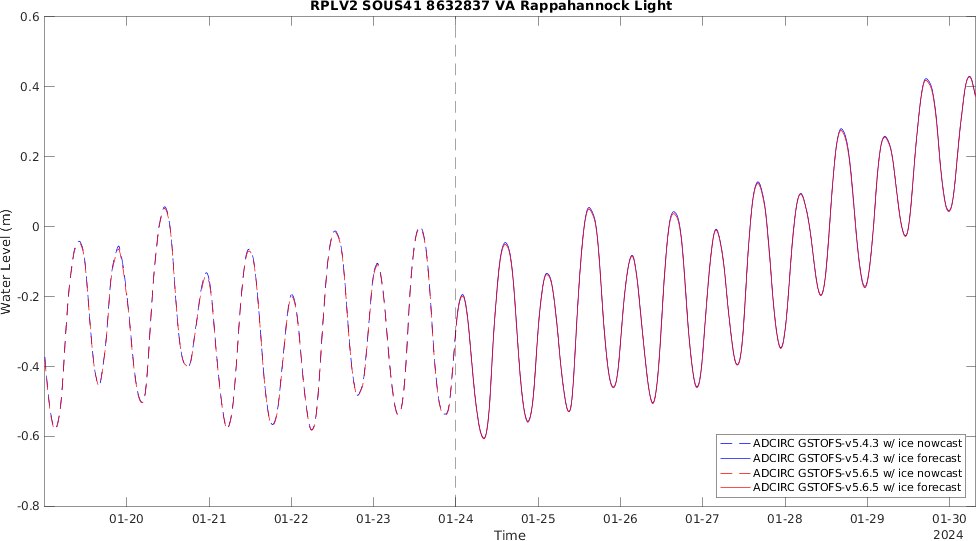 RPLV2 SOUS41 8632837 VA Rappahannock Light
0.6
0.4
0.2
0
-0.2
-0.4
-0.6
-0.8
Water Level (m)
ADCIRC GSTOFS-v5.4.3 w/ ice nowcast
ADCIRC GSTOFS-v5.4.3 w/ ice forecast
ADCIRC GSTOFS-v5.6.5 w/ ice nowcast
ADCIRC GSTOFS-v5.6.5 w/ ice forecast
01-20 01-21 01-22 01-23 01-24 01-25 01-26 01-27 01-28 01-29 01-30
Time 2024